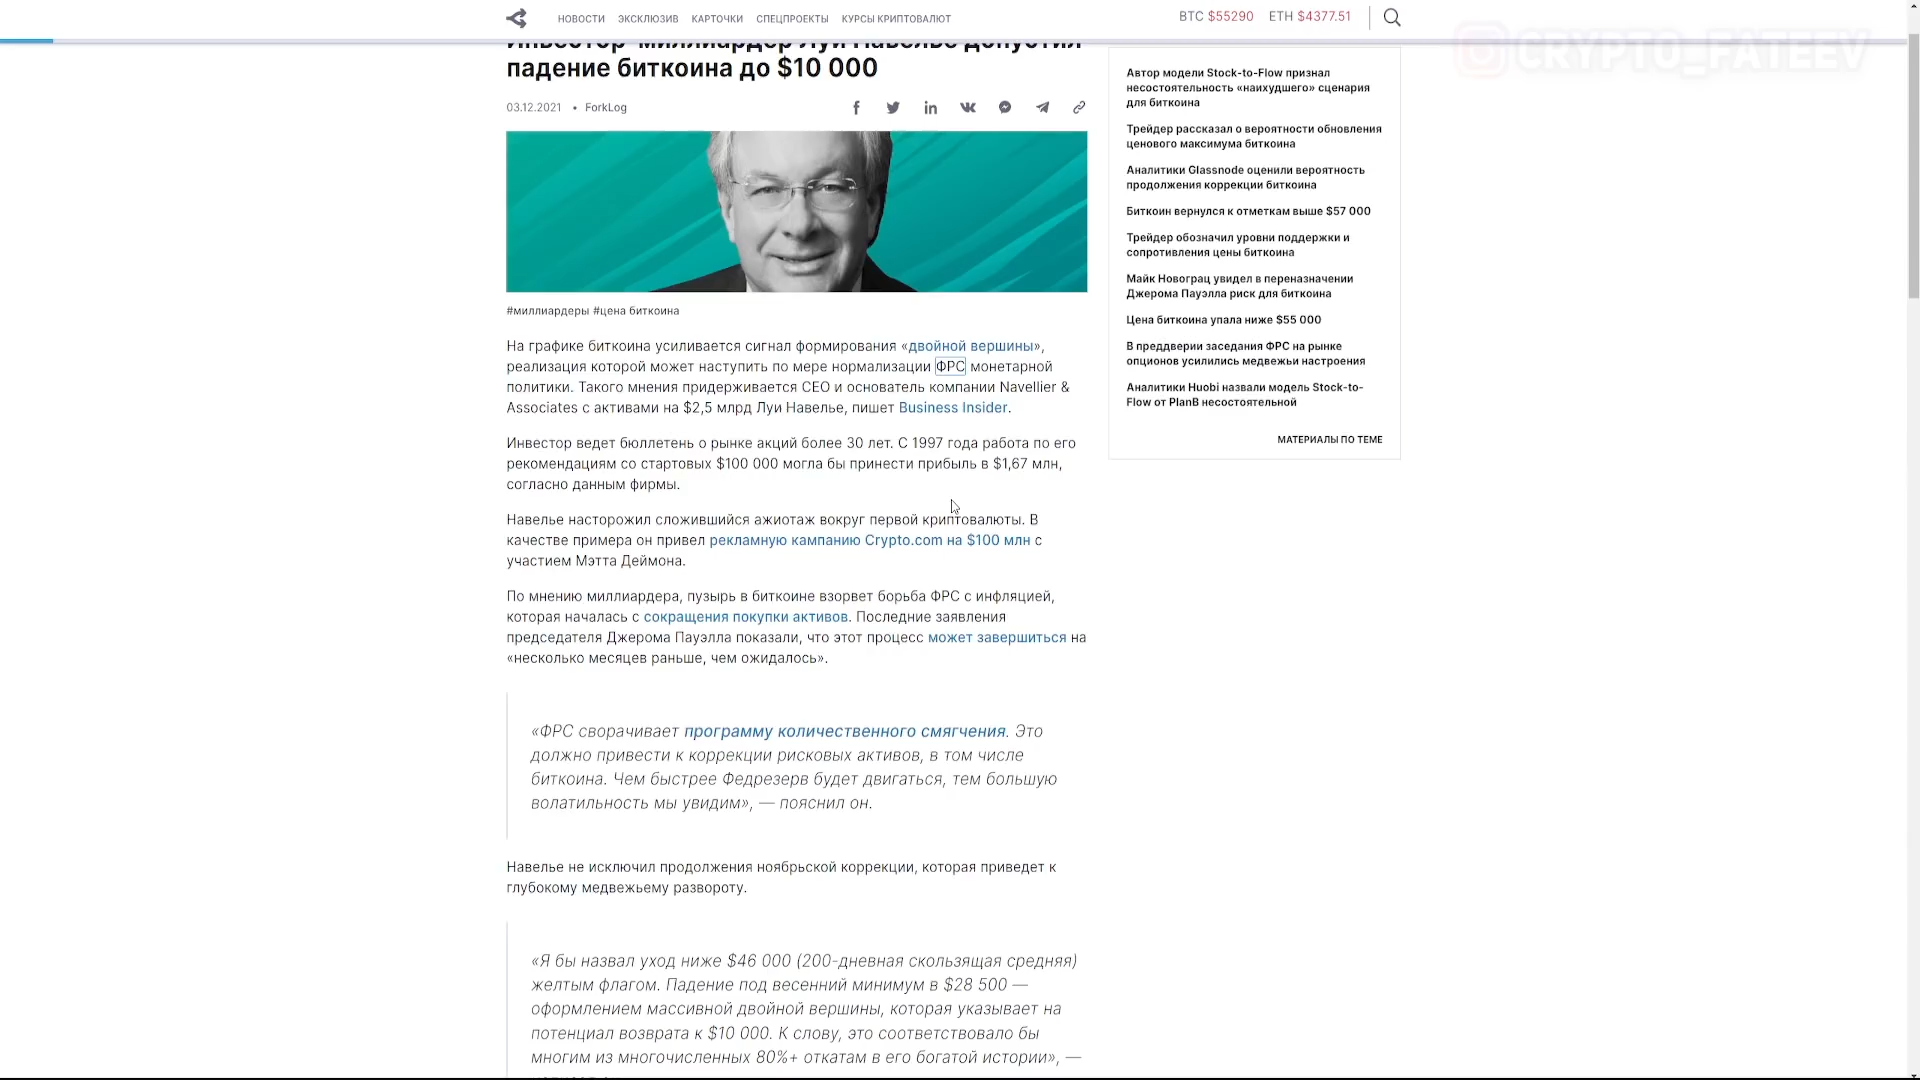 НОВОСТИ ЭКСКЛЮЗИВ КАРТОЧКИ СПЕЦПРОЕКТЫ КУРСЫ КРИПТОВАЛЮТ
BTC $55290 ETH $4377.51
CRYPTO_FATEEV
Инвестор-миллиардер Луи Навелье допустил
падение биткоина до $10 000
03.12.2021 • ForkLog
#миллиардеры #цена биткоина
На графике биткоина усиливается сигнал формирования «двойной вершины»,
реализация которой может наступить по мере нормализации ФРС монетарной
политики. Такого мнения придерживается CEO и основатель компании Navellier &
Associates с активами на $2,5 млрд Луи Навелье, пишет Business Insider.
Инвестор ведет бюллетень о рынке акций более 30 лет. С 1997 года работа по его
рекомендациям со стартовых $100 000 могла бы принести прибыль в $1,67 млн,
согласно данным фирмы.
Навелье насторожил сложившийся ажиотаж вокруг первой криптовалюты. В
качестве примера он привел рекламную кампанию Crypto.com на $100 млн с
участием Мэтта Деймона.
По мнению миллиардера, пузырь в биткоине взорвет борьба ФРС с инфляцией,
которая началась с сокращения покупки активов. Последние заявления
председателя Джерома Пауэлла показали, что этот процесс может завершиться на
«несколько месяцев раньше, чем ожидалось».
«ФРС сворачивает программу количественного смягчения. Это
должно привести к коррекции рисковых активов, в том числе
биткоина. Чем быстрее Федрезерв будет двигаться, тем большую
волатильность мы увидим», — пояснил он.
Навелье не исключил продолжения ноябрьской коррекции, которая приведет к
глубокому медвежьему развороту.
«Я бы назвал уход ниже $46 000 (200-дневная скользящая средняя)
желтым флагом. Падение под весенний минимум в $28 500 —
оформлением массивной двойной вершины, которая указывает на
потенциал возврата к $10 000. К слову, это соответствовало бы
многим из многочисленных 80%+ откатам в его богатой истории», —
Автор модели Stock-to-Flow признал
несостоятельность «наихудшего» сценария
для биткоина
Трейдер рассказал о вероятности обновления
ценового максимума биткоина
Аналитики Glassnode оценили вероятность
продолжения коррекции биткоина
Биткоин вернулся к отметкам выше $57 000
Трейдер обозначил уровни поддержки и
сопротивления цены биткоина
Майк Новограц увидел в переназначении
Джерома Пауэлла риск для биткоина
Цена биткоина упала ниже $55 000
В преддверии заседания ФРС на рынке
опционов усилились медвежьи настроения
Аналитики Huobi назвали модель Stock-to-
Flow от PlanB несостоятельной
МАТЕРИАЛЫ ПО ТЕМЕ